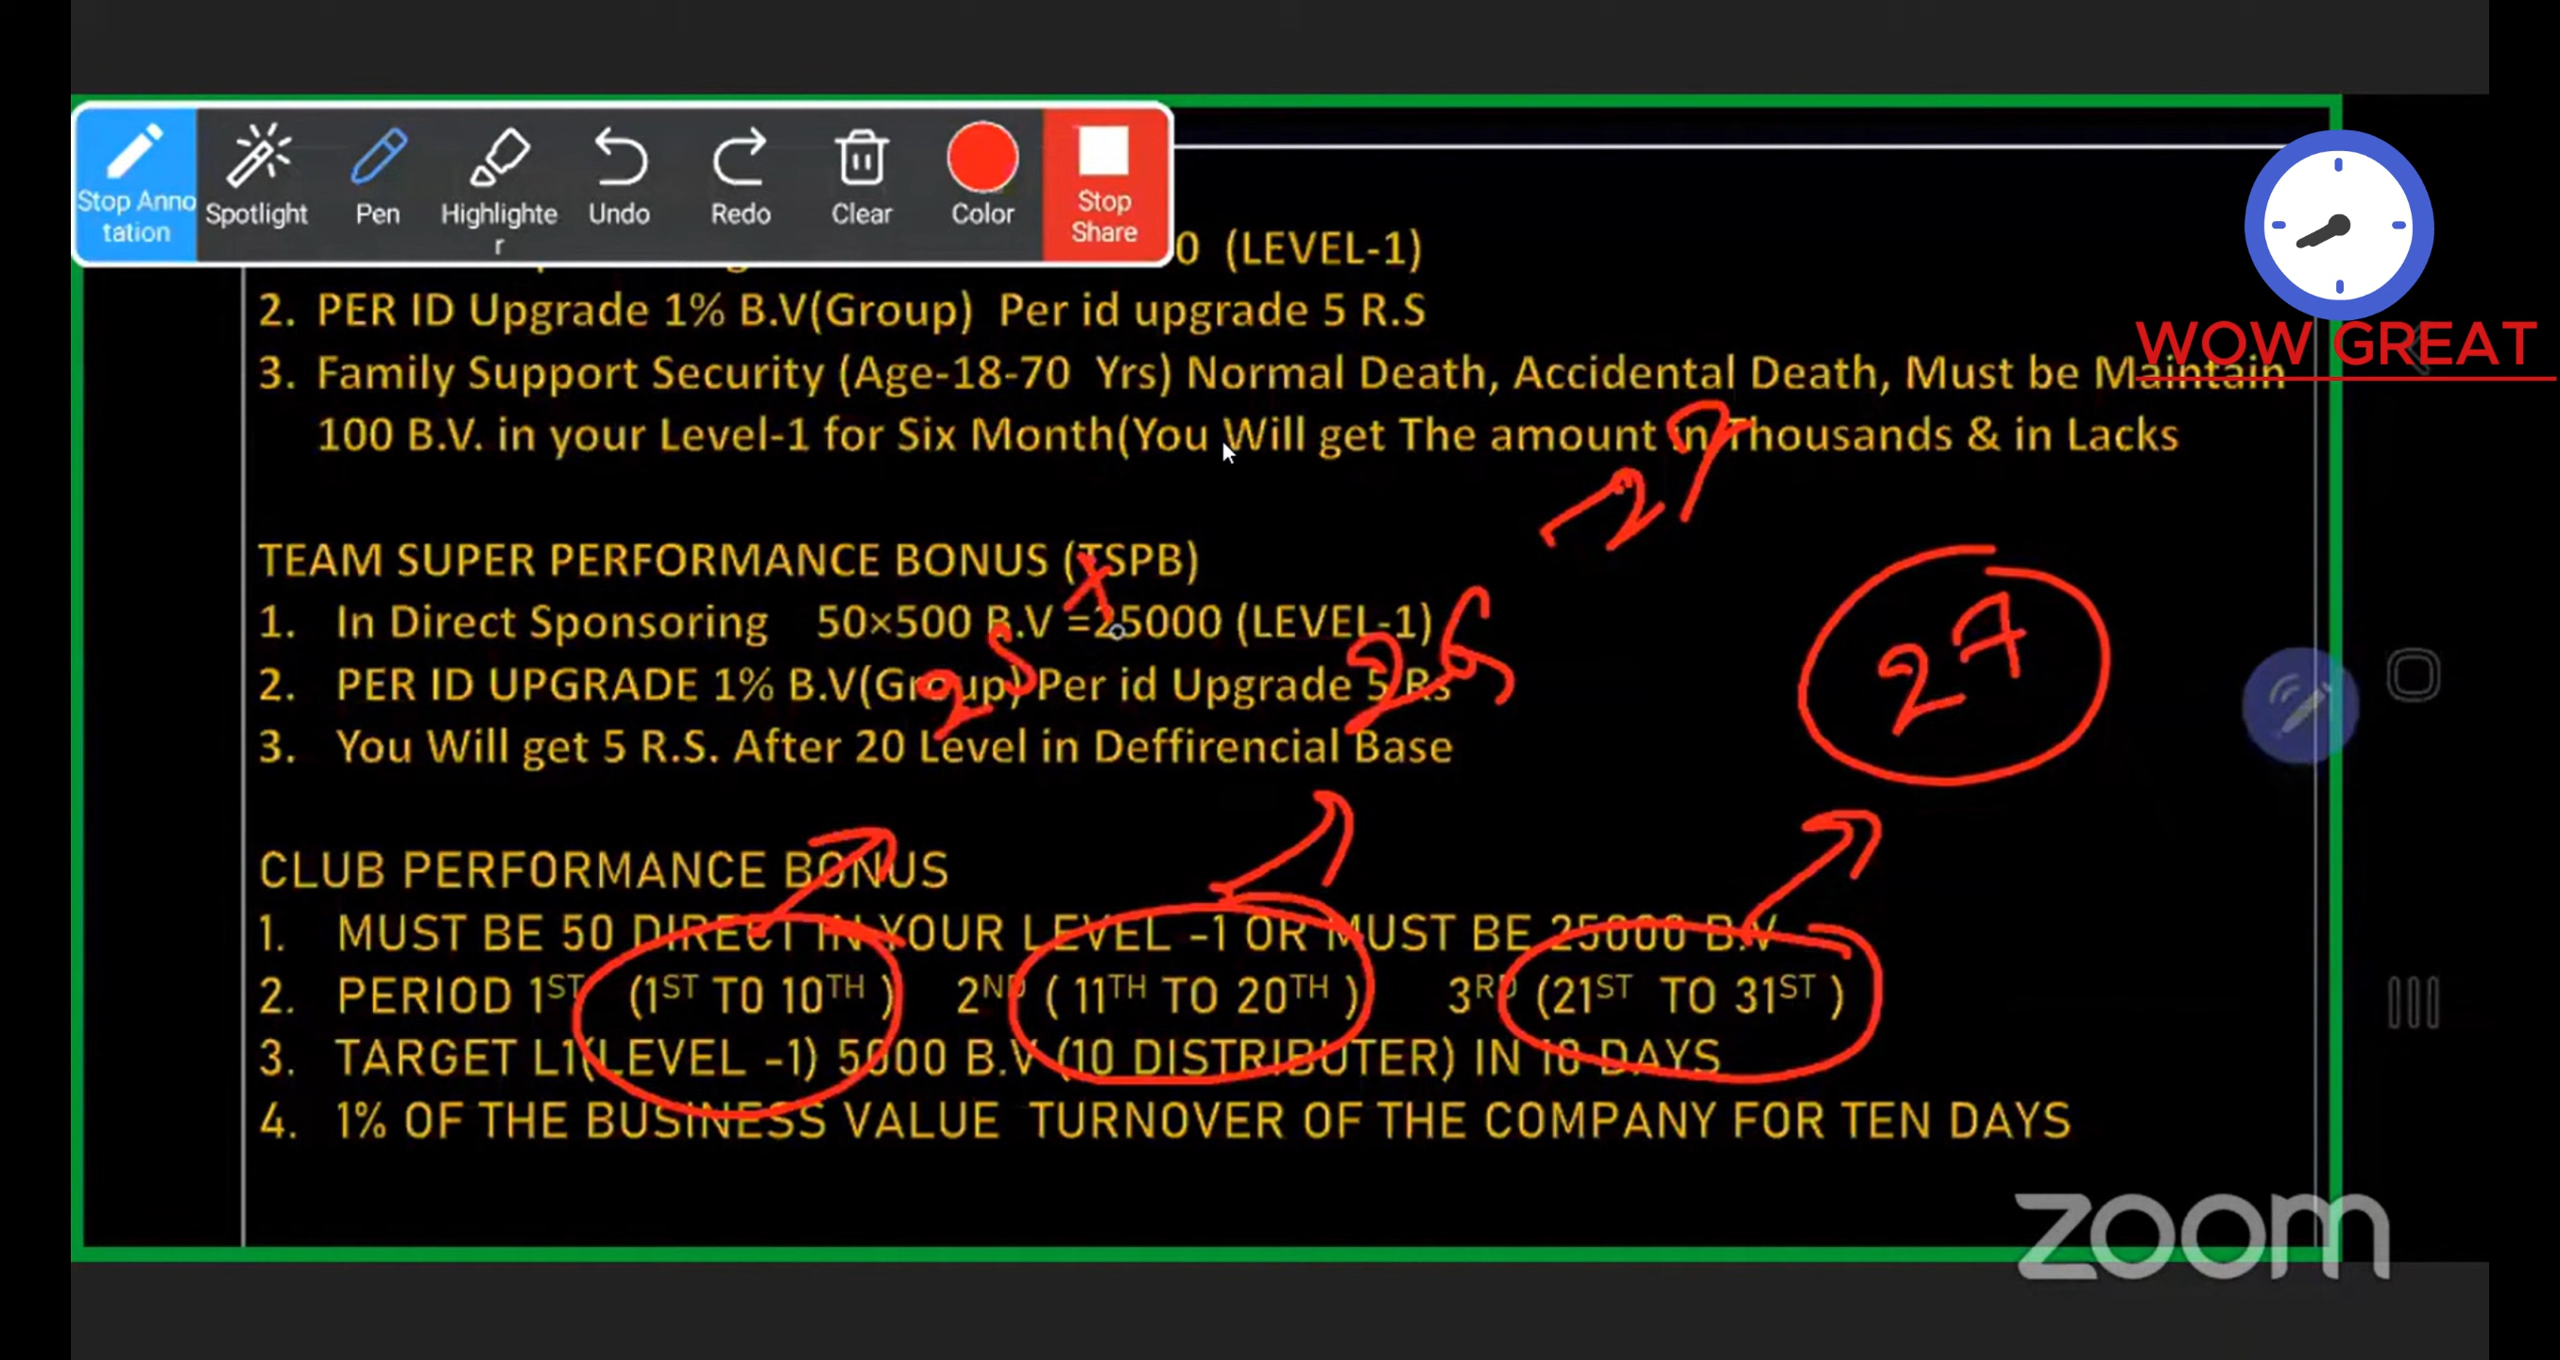 Stop Anno
tation
Spotlight
Pen
Highlighte
r
Undo
Redo
Clear
Color
Stop
Share
0 (LEVEL-1)
WOW GREAT
2. PER ID Upgrade 1% B.V(Group) Per id upgrade 5 R.S
3. Family Support Security (Age-18-70 Yrs) Normal Death, Accidental Death, Must be Maintain
100 B.V. in your Level-1 for Six Month(You Will get The amount in Thousands & in Lacks
TEAM SUPER PERFORMANCE BONUS (TSPB)
1. In Direct Sponsoring 50×500 B.V =25000 (LEVEL-1)
2. PER ID UPGRADE 1% B.V(Group) Per id Upgrade 5 Rs
3. You Will get 5 R.S. After 20 Level in Deffirencial Base
27
CLUB PERFORMANCE BONUS
1. MUST BE 50 DIRECT IN YOUR LEVEL -1 OR MUST BE 25000 B.V
2. PERIOD 1ST (1ST TO 10TH ) 2ND ( 11TH TO 20TH ) 3RD (21ST TO 31ST )
3. TARGET L1(LEVEL -1) 5000 B.V (10 DISTRIBUTER) IN 10 DAYS
4. 1% OF THE BUSINESS VALUE TURNOVER OF THE COMPANY FOR TEN DAYS
zoom